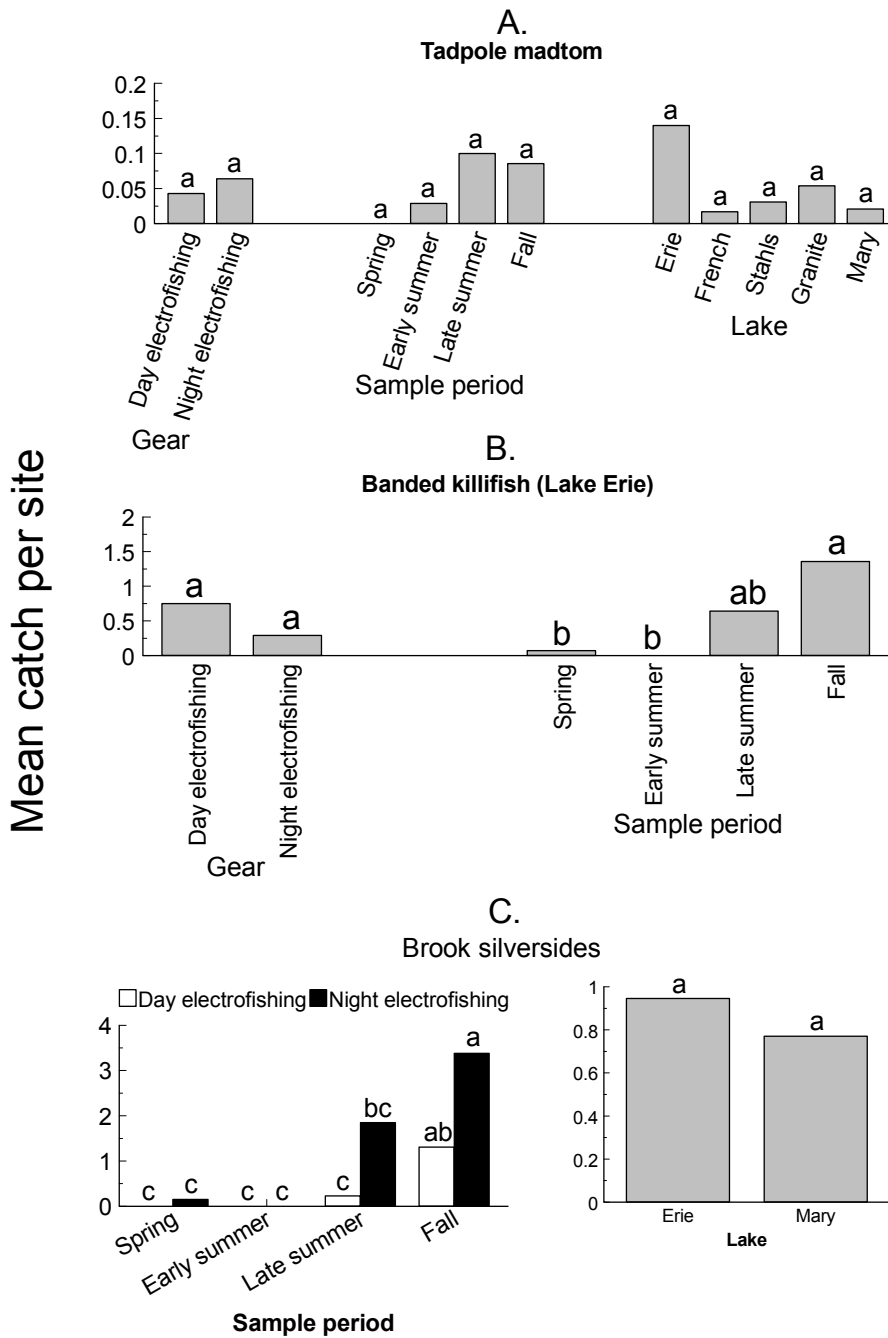 A.
Tadpole madtom
0.2
0.15
0.1
0.05
0
a a a a a a a a a a a
Day electrofishing
Night electrofishing
Gear
Spring
Early summer
Late summer
Fall
Sample period
Erie
French
Stahls
Granite
Mary
Lake
Mean catch per site
B.
Banded killifish (Lake Erie)
2
1.5
1
0.5
0
a a b b ab a
Day electrofishing
Night electrofishing
Gear
Spring
Early summer
Late summer
Fall
Sample period
C.
Brook silversides
Day electrofishing Night electrofishing
4
3
2
1
0
c c c c c bc ab a
Spring
Early summer
Late summer
Fall
Sample period
1
0.8
0.6
0.4
0.2
0
a a
Erie Mary
Lake